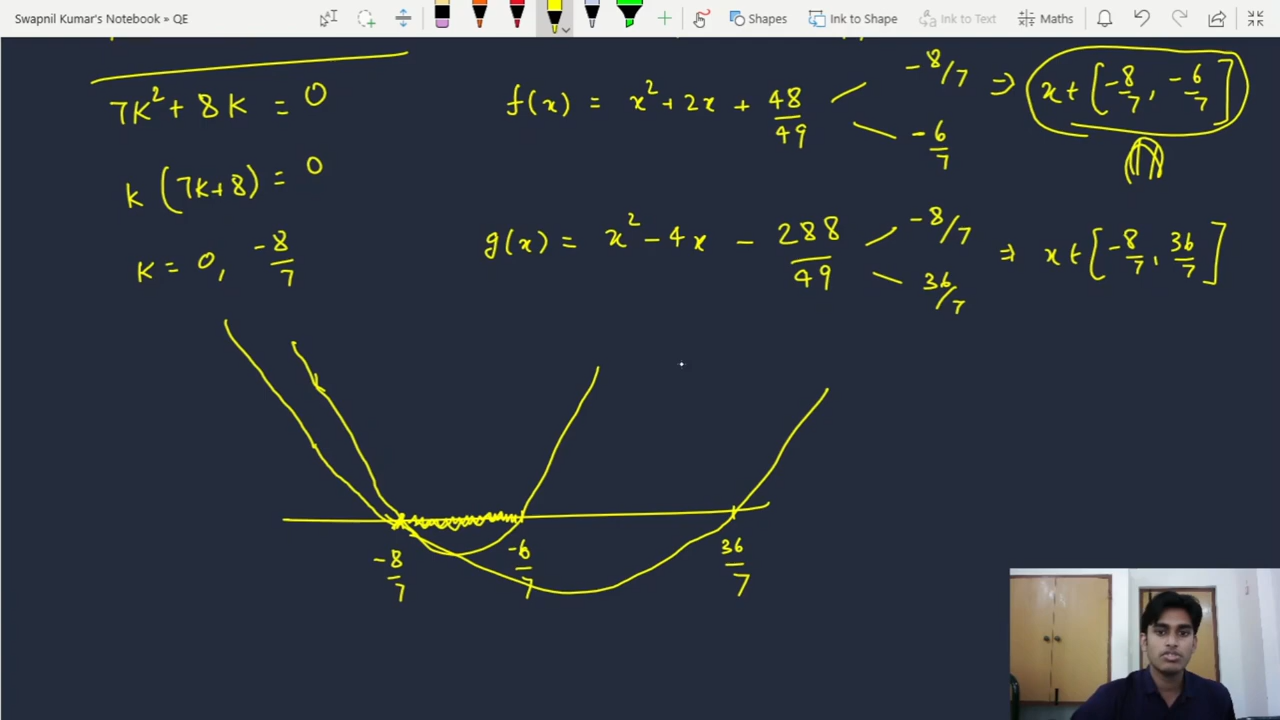 Swapnil Kumar's Notebook » QE
Shapes
Ink to Shape
Ink to Text
Maths
7K² + 8K = 0
K (7K+8) = 0
K = 0, -8/7
f(x) = x² + 2x + 48/49
-8/7
-6/7
⇒ x ϵ [-8/7, -6/7]
g(x) = x² - 4x - 288/49
-8/7
36/7
⇒ x ϵ [-8/7, 36/7]
-8/7
-6/7
36/7